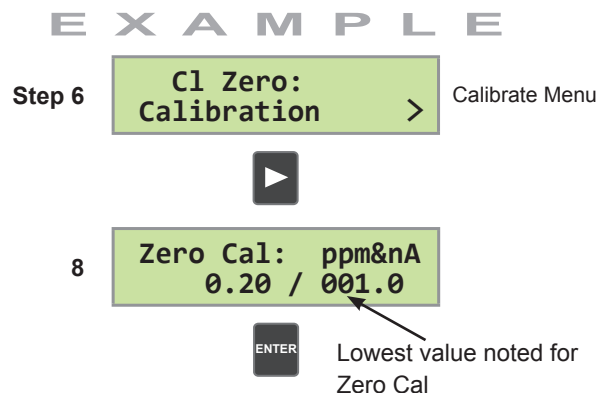 EXAMPLE
Step 6
Cl Zero:
Calibration >
Calibrate Menu
8
Zero Cal: ppm&nA
0.20 / 001.0
ENTER
Lowest value noted for
Zero Cal